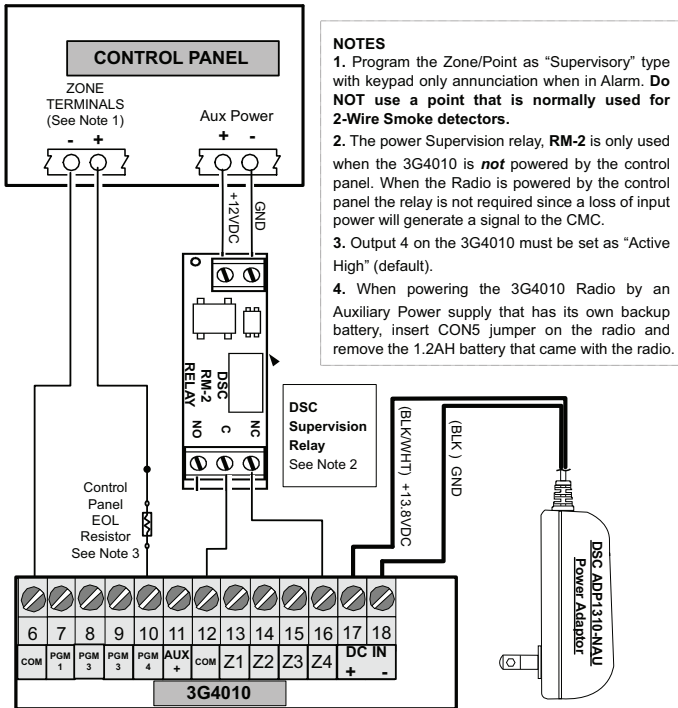 CONTROL PANEL
ZONE
TERMINALS
(See Note 1)
- +
Aux Power
+ -
+12VDC
GND
DSC
RM-2
RELAY
NO C NC
DSC
Supervision
Relay
See Note 2
NOTES
1. Program the Zone/Point as “Supervisory” type
with keypad only annunciation when in Alarm. Do
NOT use a point that is normally used for
2-Wire Smoke detectors.
2. The power Supervision relay, RM-2 is only used
when the 3G4010 is not powered by the control
panel. When the Radio is powered by the control
panel the relay is not required since a loss of input
power will generate a signal to the CMC.
3. Output 4 on the 3G4010 must be set as “Active
High” (default).
4. When powering the 3G4010 Radio by an
Auxiliary Power supply that has its own backup
battery, insert CON5 jumper on the radio and
remove the 1.2AH battery that came with the radio.
(BLK/WHT) +13.8VDC
(BLK ) GND
DSC ADP1310-NAU
Power Adaptor
Control
Panel
EOL
Resistor
See Note 3
6 7 8 9 10 11 12 13 14 15 16 17 18
COM PGM 1 PGM 3 PGM 3 PGM 4 AUX + COM Z1 Z2 Z3 Z4 DC IN
+ -
3G4010